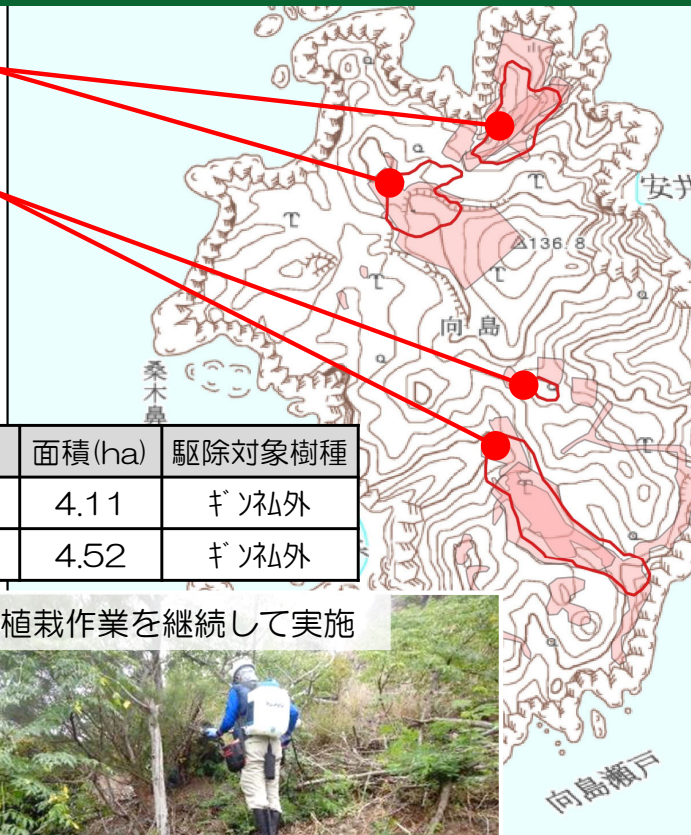 136.8
向島
桑木鼻
面積(ha) 駆除対象樹種
4.11 ギンネム外
4.52 ギンネム外
植栽作業を継続して実施
向島瀬戸